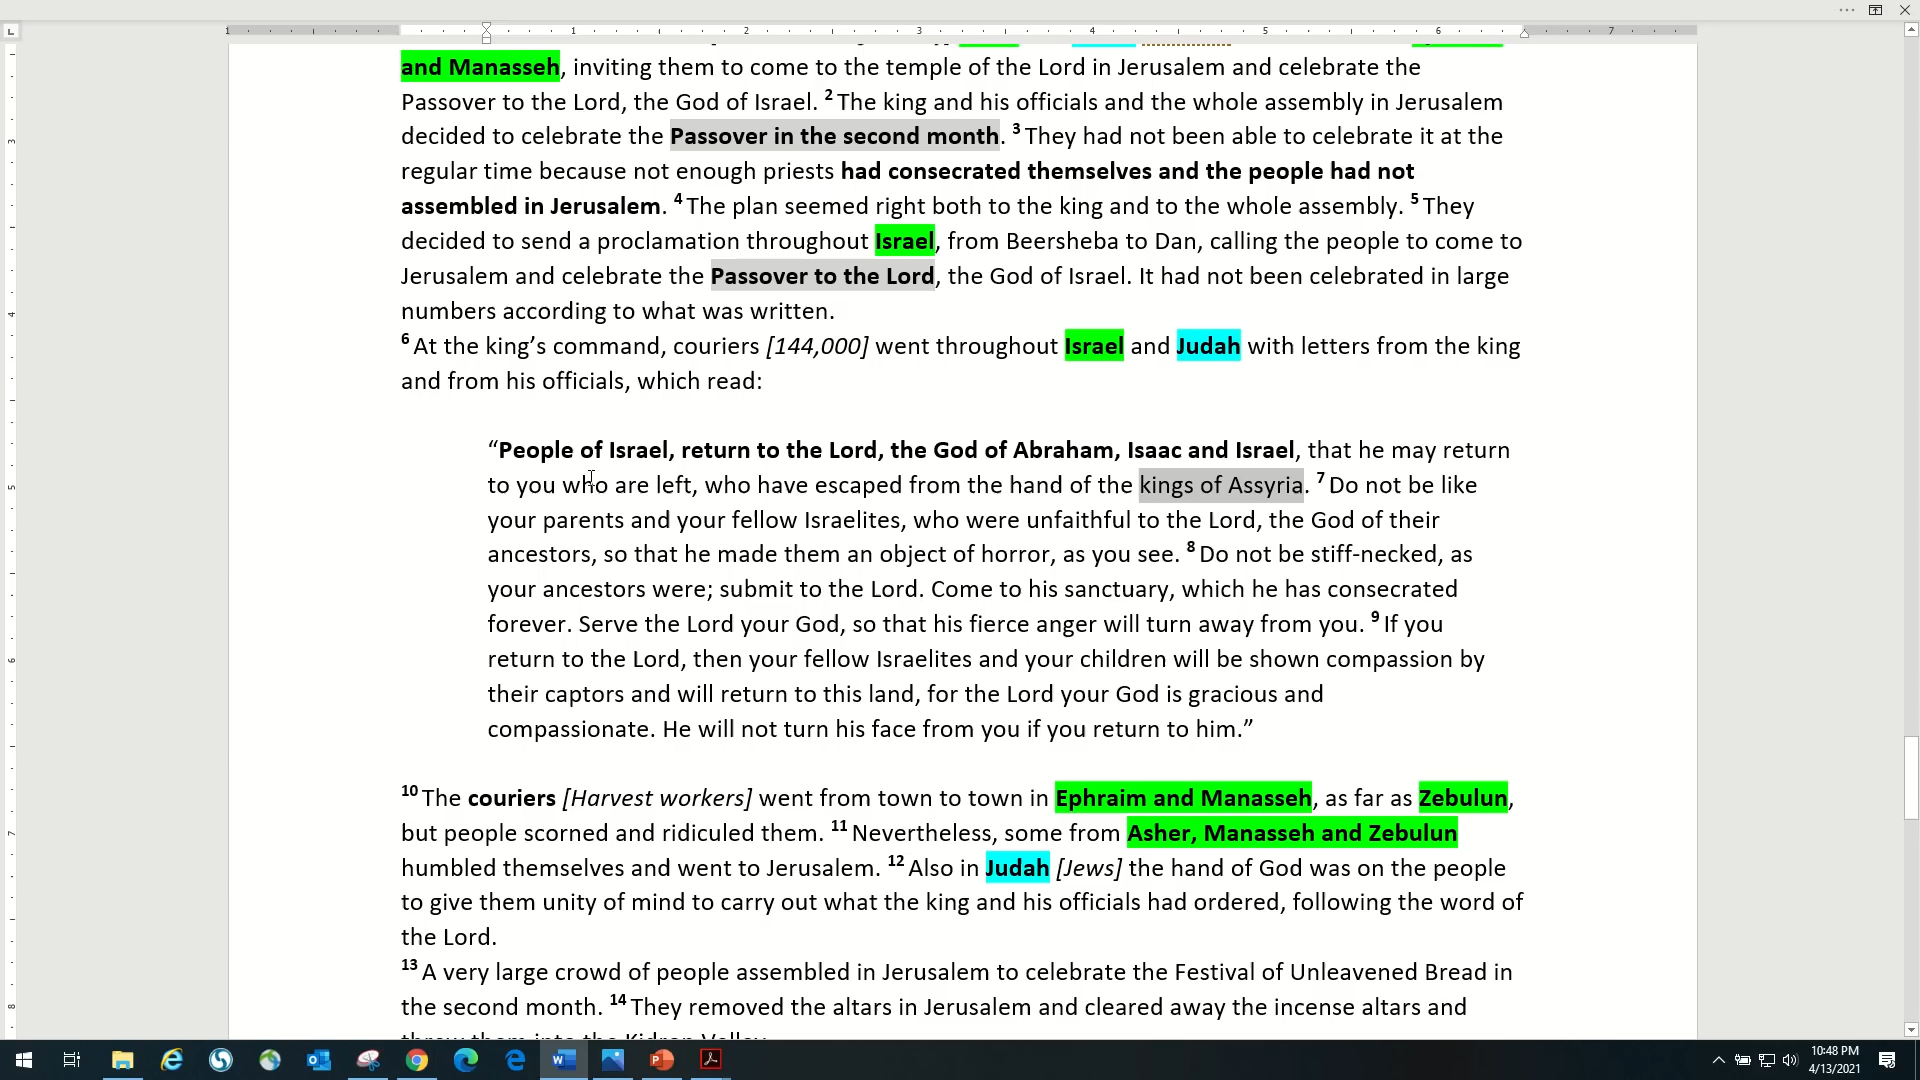 1 1 2 3 4 5 6 7
and Manasseh, inviting them to come to the temple of the Lord in Jerusalem and celebrate the
Passover to the Lord, the God of Israel. 2 The king and his officials and the whole assembly in Jerusalem
decided to celebrate the Passover in the second month. 3 They had not been able to celebrate it at the
regular time because not enough priests had consecrated themselves and the people had not
assembled in Jerusalem. 4 The plan seemed right both to the king and to the whole assembly. 5 They
decided to send a proclamation throughout Israel, from Beersheba to Dan, calling the people to come to
Jerusalem and celebrate the Passover to the Lord, the God of Israel. It had not been celebrated in large
numbers according to what was written.
6 At the king’s command, couriers [144,000] went throughout Israel and Judah with letters from the king
and from his officials, which read:
“People of Israel, return to the Lord, the God of Abraham, Isaac and Israel, that he may return
to you who are left, who have escaped from the hand of the kings of Assyria. 7 Do not be like
your parents and your fellow Israelites, who were unfaithful to the Lord, the God of their
ancestors, so that he made them an object of horror, as you see. 8 Do not be stiff-necked, as
your ancestors were; submit to the Lord. Come to his sanctuary, which he has consecrated
forever. Serve the Lord your God, so that his fierce anger will turn away from you. 9 If you
return to the Lord, then your fellow Israelites and your children will be shown compassion by
their captors and will return to this land, for the Lord your God is gracious and
compassionate. He will not turn his face from you if you return to him.”
10 The couriers [Harvest workers] went from town to town in Ephraim and Manasseh, as far as Zebulun,
but people scorned and ridiculed them. 11 Nevertheless, some from Asher, Manasseh and Zebulun
humbled themselves and went to Jerusalem. 12 Also in Judah [Jews] the hand of God was on the people
to give them unity of mind to carry out what the king and his officials had ordered, following the word of
the Lord.
13 A very large crowd of people assembled in Jerusalem to celebrate the Festival of Unleavened Bread in
the second month. 14 They removed the altars in Jerusalem and cleared away the incense altars and
3
4
5
6
7
8
10:48 PM
4/13/2021